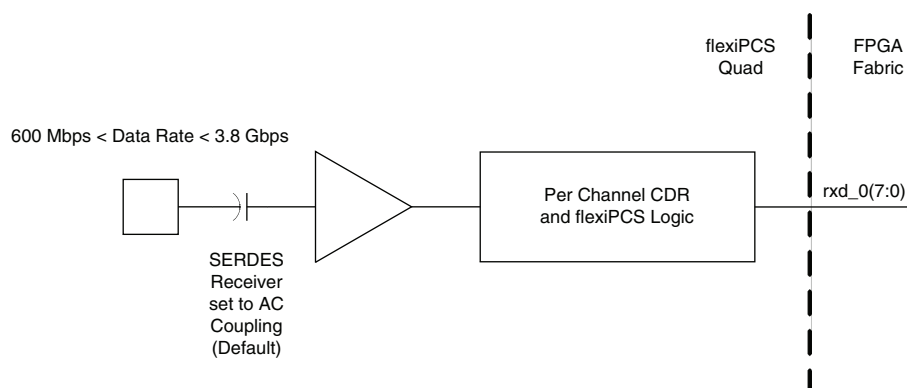 flexiPCS
Quad
FPGA
Fabric
600 Mbps < Data Rate < 3.8 Gbps
Per Channel CDR
and flexiPCS Logic
rxd_0(7:0)
SERDES
Receiver
set to AC
Coupling
(Default)